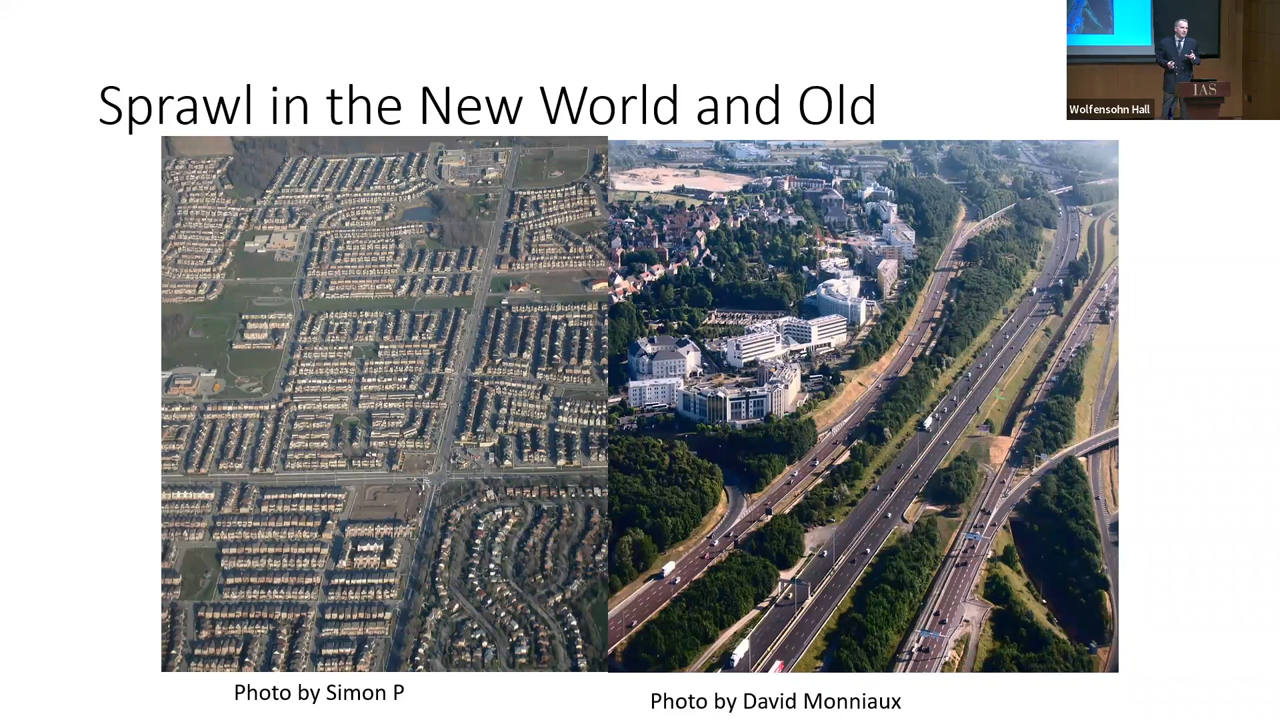 Sprawl in the New World and Old
IAS
Wolfensohn Hall
Photo by Simon P
Photo by David Monniaux